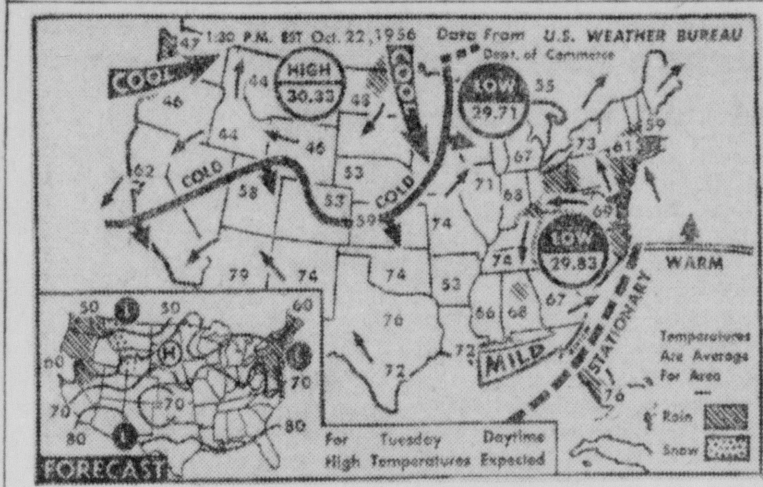 1:30 P.M. EST Oct. 22, 1956 Data From U.S. WEATHER BUREAU
Dept. of Commerce
47
COOL
HIGH
30.33
COOL
LOW
29.71
55
44
48
46
59
73
61
67
44
46
62
COLD
53
71
68
58
53
COLD
69
59
74
LOW
29.83
WARM
74
79
74
74
53
67
76
66
68
STATIONARY
72
MILD
72
76
Temperatures
Are Average
For Area
Rain
Snow
50
50
60
60
H
L
70
70
70
80
L
80
FORECAST
For Tuesday Daytime
High Temperatures Expected